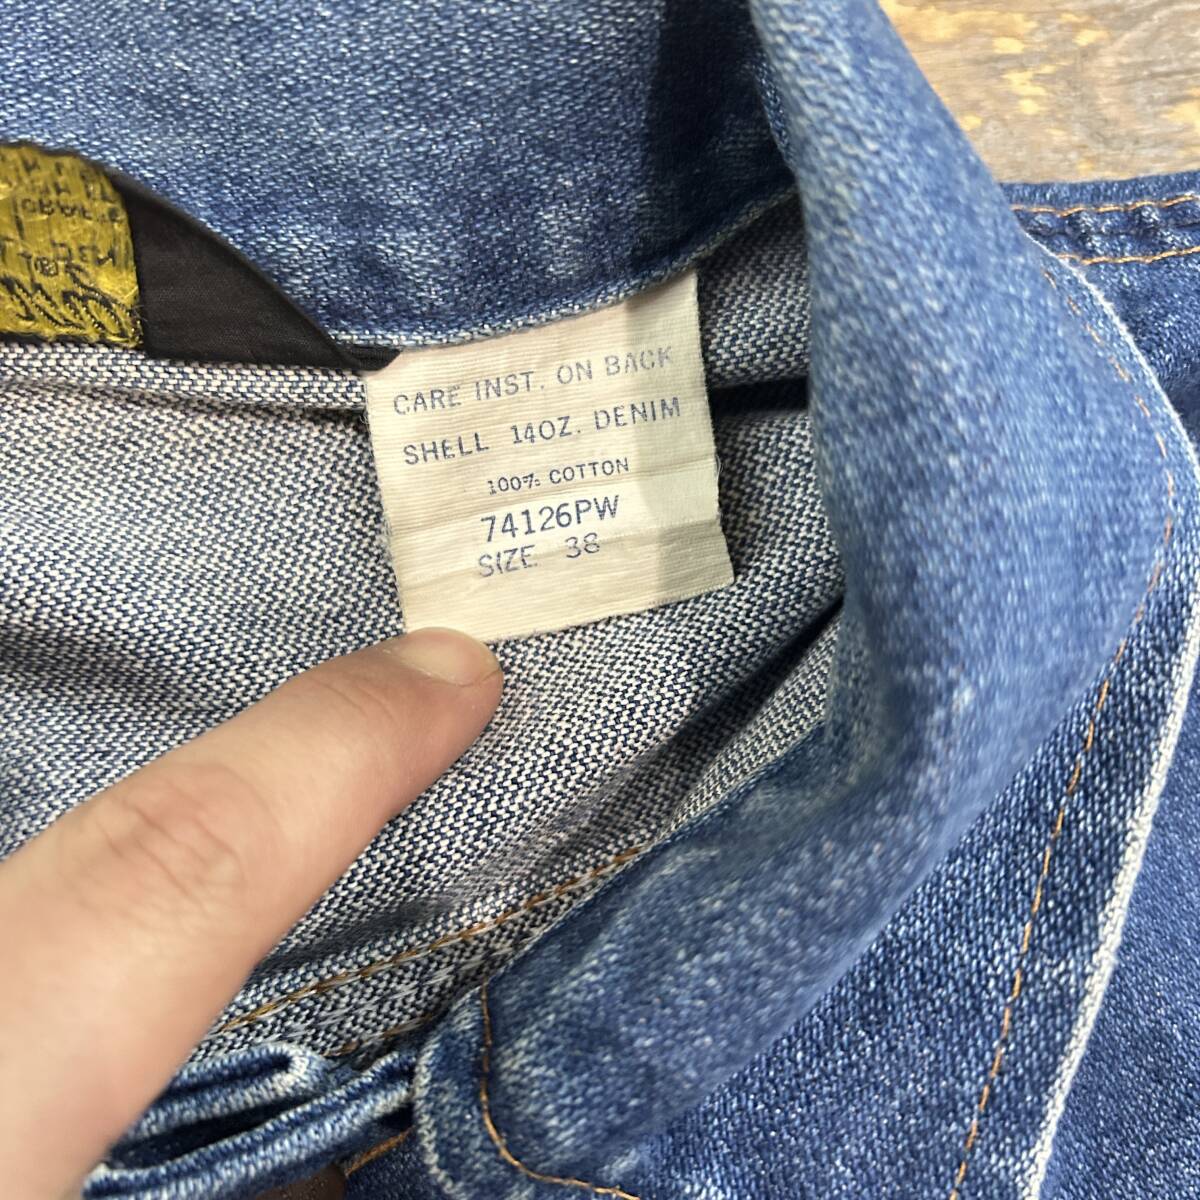 CARE INST. ON BACK
SHELL 14OZ. DENIM
100% COTTON
74126PW
SIZE 38